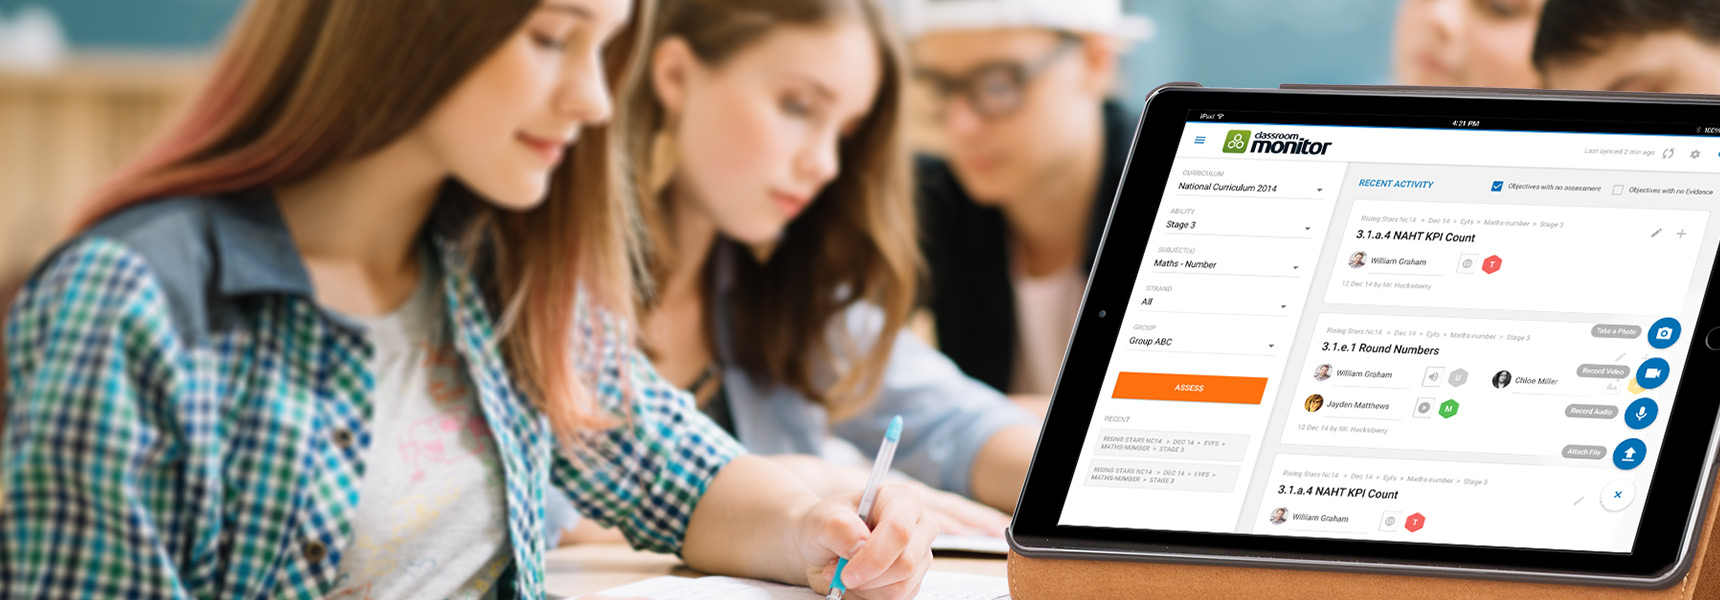 iPad
4:21 PM
100%
classroom
monitor
Last synced 2 min ago
CURRICULUM
National Curriculum 2014
ABILITY
Stage 3
SUBJECT(s)
Maths - Number
STRAND
All
GROUP
Group ABC
ASSESS
RECENT
RISING STARS NC14 > DEC 14 > EYFS >
MATHS-NUMBER > STAGE 3
RISING STARS NC14 > DEC 14 > EYFS >
MATHS-NUMBER > STAGE 3
RECENT ACTIVITY
Objectives with no assessment
Objectives with no Evidence
Rising Stars Nc14 > Dec 14 > Eyfs > Maths-number > Stage 3
3.1.a.4 NAHT KPI Count
William Graham
T
12 Dec 14 by Mr. Huckleberry
Rising Stars Nc14 > Dec 14 > Eyfs > Maths-number > Stage 3
3.1.e.1 Round Numbers
William Graham
U
Chloe Miller
Jayden Matthews
M
12 Dec 14 by Mr. Huckleberry
Take a Photo
Record Video
Record Audio
Attach File
Rising Stars Nc14 > Dec 14 > Eyfs > Maths-number > Stage 3
3.1.a.4 NAHT KPI Count
William Graham
T